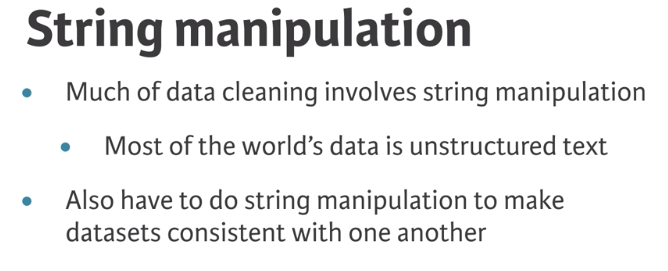 String manipulation
• Much of data cleaning involves string manipulation
• Most of the world’s data is unstructured text
• Also have to do string manipulation to make
datasets consistent with one another